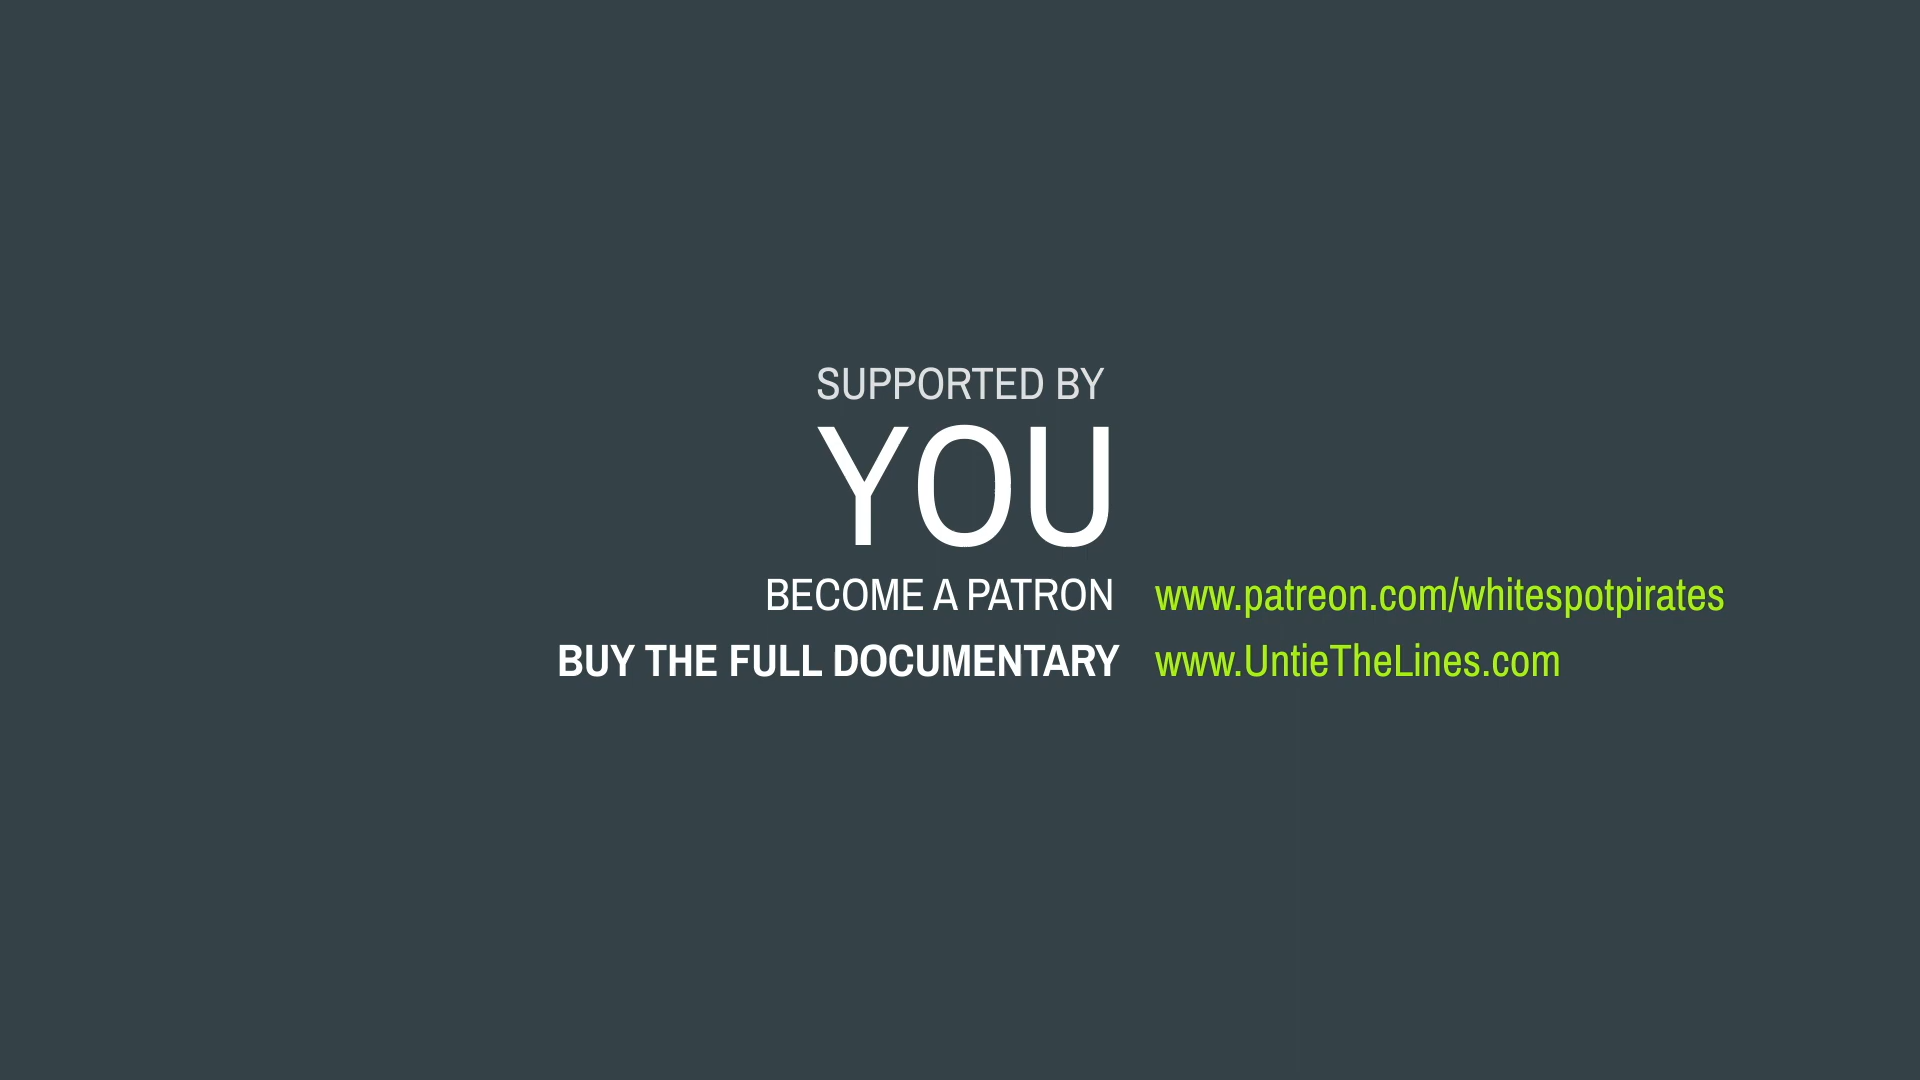 SUPPORTED BY
YOU
BECOME A PATRON www.patreon.com/whitespotpirates
BUY THE FULL DOCUMENTARY www.UntieTheLines.com